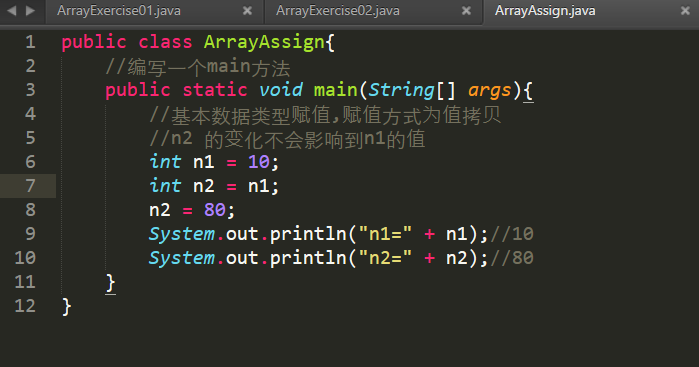 ArrayExercise01.java × ArrayExercise02.java × ArrayAssign.java ×
1 public class ArrayAssign{
2 //编写一个main方法
3 public static void main(String[] args){
4 //基本数据类型赋值,赋值方式为值拷贝
5 //n2 的变化不会影响到n1的值
6 int n1 = 10;
7 int n2 = n1;
8 n2 = 80;
9 System.out.println("n1=" + n1);//10
10 System.out.println("n2=" + n2);//80
11 }
12 }